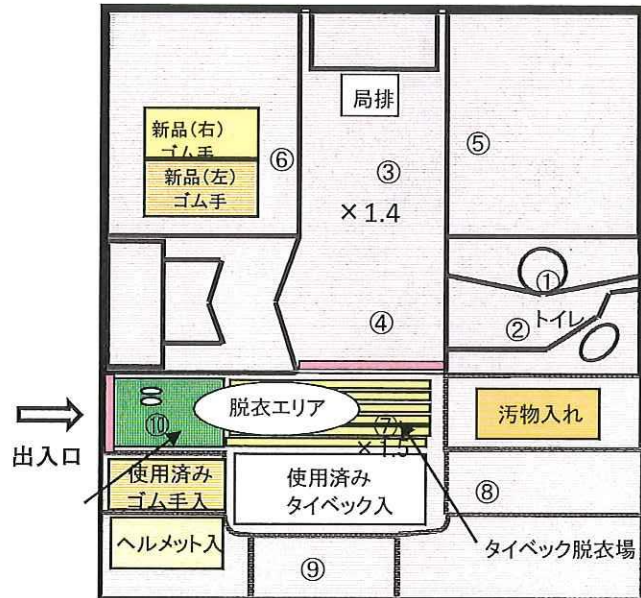 局排
新品(右)
ゴム手
新品(左)
ゴム手
⑥
③
⑤
×1.4
①
②
トイレ
④
出入口
⑩
脱衣エリア
⑦
×1.5
汚物入れ
使用済み
ゴム手入
使用済み
タイベック入
⑧
ヘルメット入
⑨
タイベック脱衣場